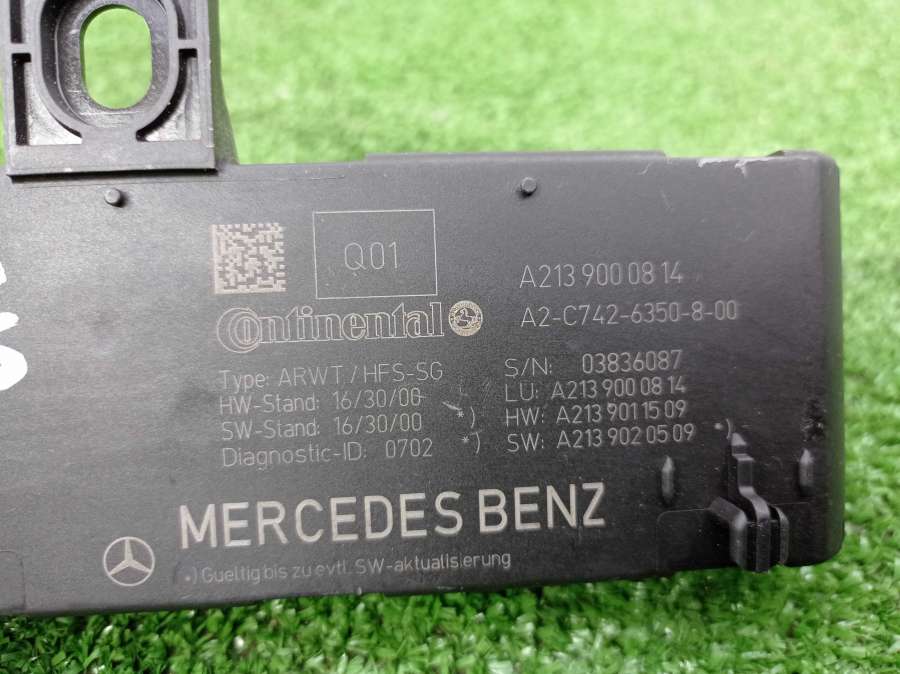 Q01
A213 900 08 14
Continental
A2-C742-6350-8-00
Type: ARWT/HFS-SG
HW-Stand: 16/30/00
SW-Stand: 16/30/00 *)
Diagnostic-ID: 0702 *)
S/N: 03836087
LU: A213 900 08 14
HW: A213 901 15 09
SW: A213 902 05 09 *)
MERCEDES BENZ
*) Gueltig bis zu evtl. SW-aktualisierung